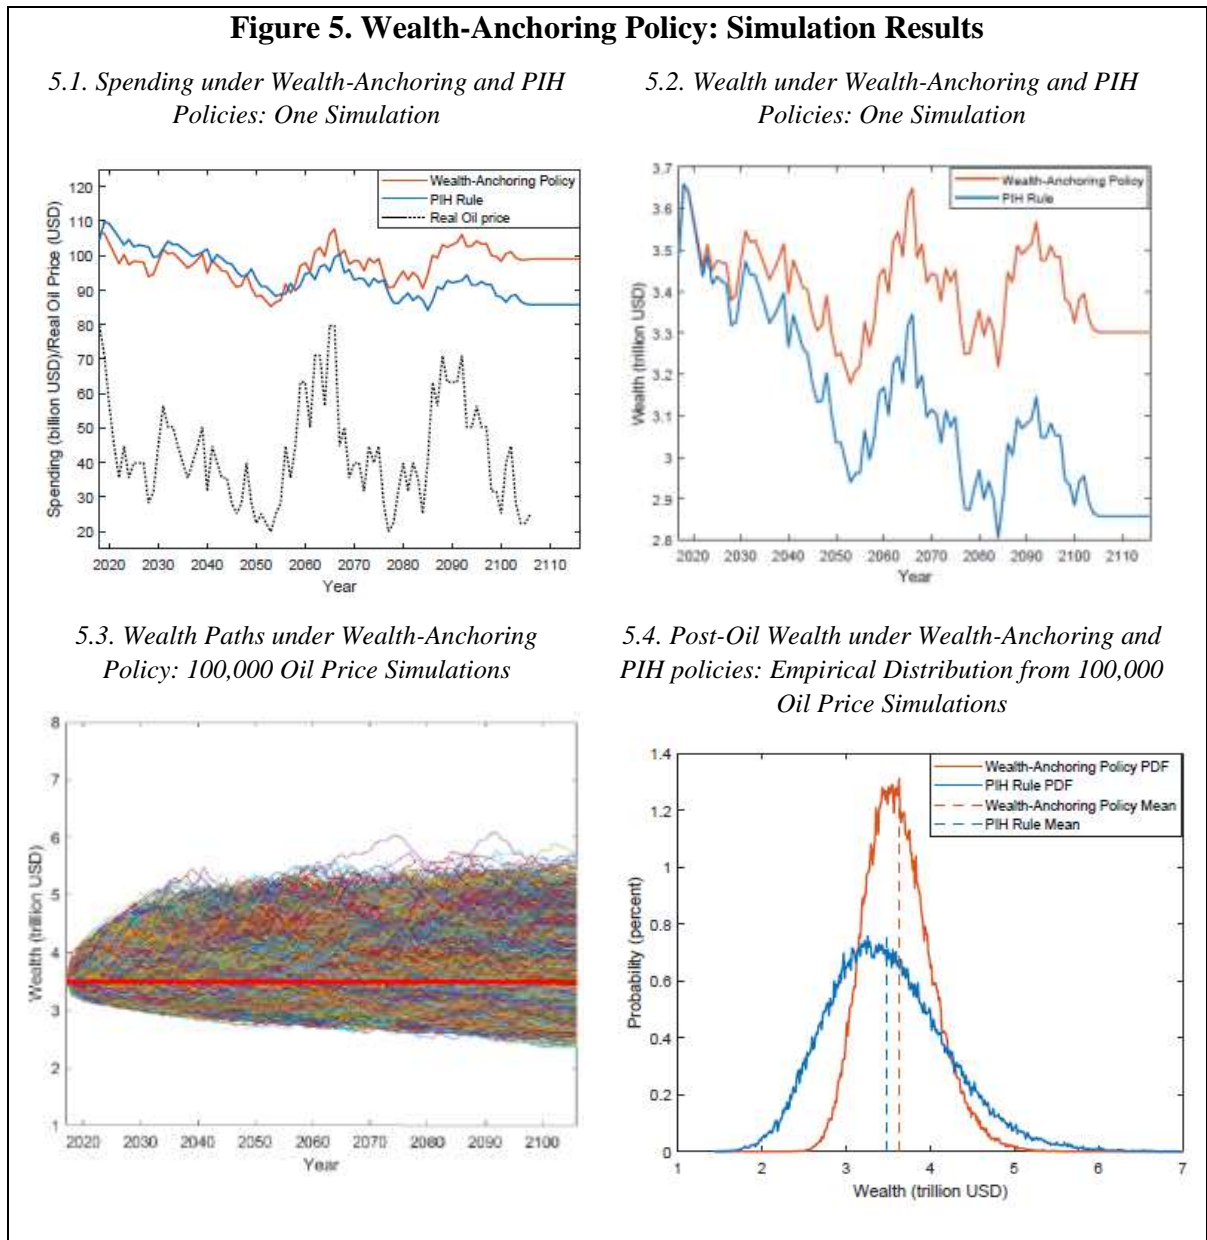 Figure 5. Wealth-Anchoring Policy: Simulation Results
5.1. Spending under Wealth-Anchoring and PIH
Policies: One Simulation
120
110
100
90
80
70
60
50
40
30
20
Spending (billion USD)/Real Oil Price (USD)
Wealth-Anchoring Policy
PIH Rule
Real Oil price
2020 2030 2040 2050 2060 2070 2080 2090 2100 2110
Year
5.2. Wealth under Wealth-Anchoring and PIH
Policies: One Simulation
3.7
3.6
3.5
3.4
3.3
3.2
3.1
3
2.9
2.8
Wealth (trillion USD)
Wealth-Anchoring Policy
PIH Rule
2020 2030 2040 2050 2060 2070 2080 2090 2100 2110
Year
5.3. Wealth Paths under Wealth-Anchoring
Policy: 100,000 Oil Price Simulations
8
7
6
5
4
3
2
1
Wealth (trillion USD)
2020 2030 2040 2050 2060 2070 2080 2090 2100
Year
5.4. Post-Oil Wealth under Wealth-Anchoring and
PIH policies: Empirical Distribution from 100,000
Oil Price Simulations
1.4
1.2
1
0.8
0.6
0.4
0.2
0
Probability (percent)
Wealth-Anchoring Policy PDF
PIH Rule PDF
Wealth-Anchoring Policy Mean
PIH Rule Mean
1 2 3 4 5 6 7
Wealth (trillion USD)